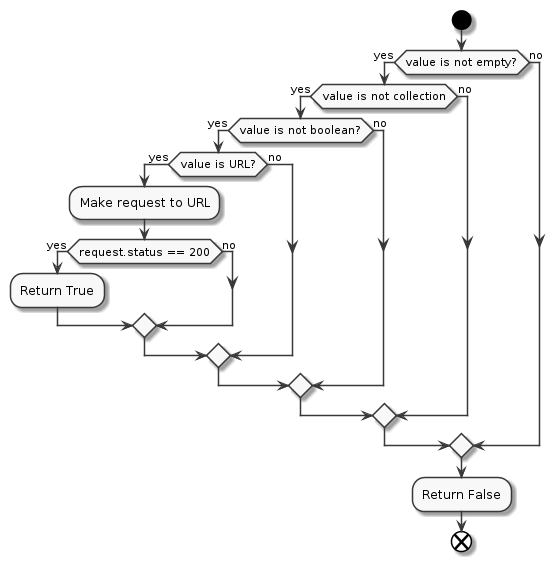 yes
value is not empty?
no
yes
value is not collection
no
yes
value is not boolean?
no
yes
value is URL?
no
Make request to URL
yes
request.status == 200
no
Return True
Return False